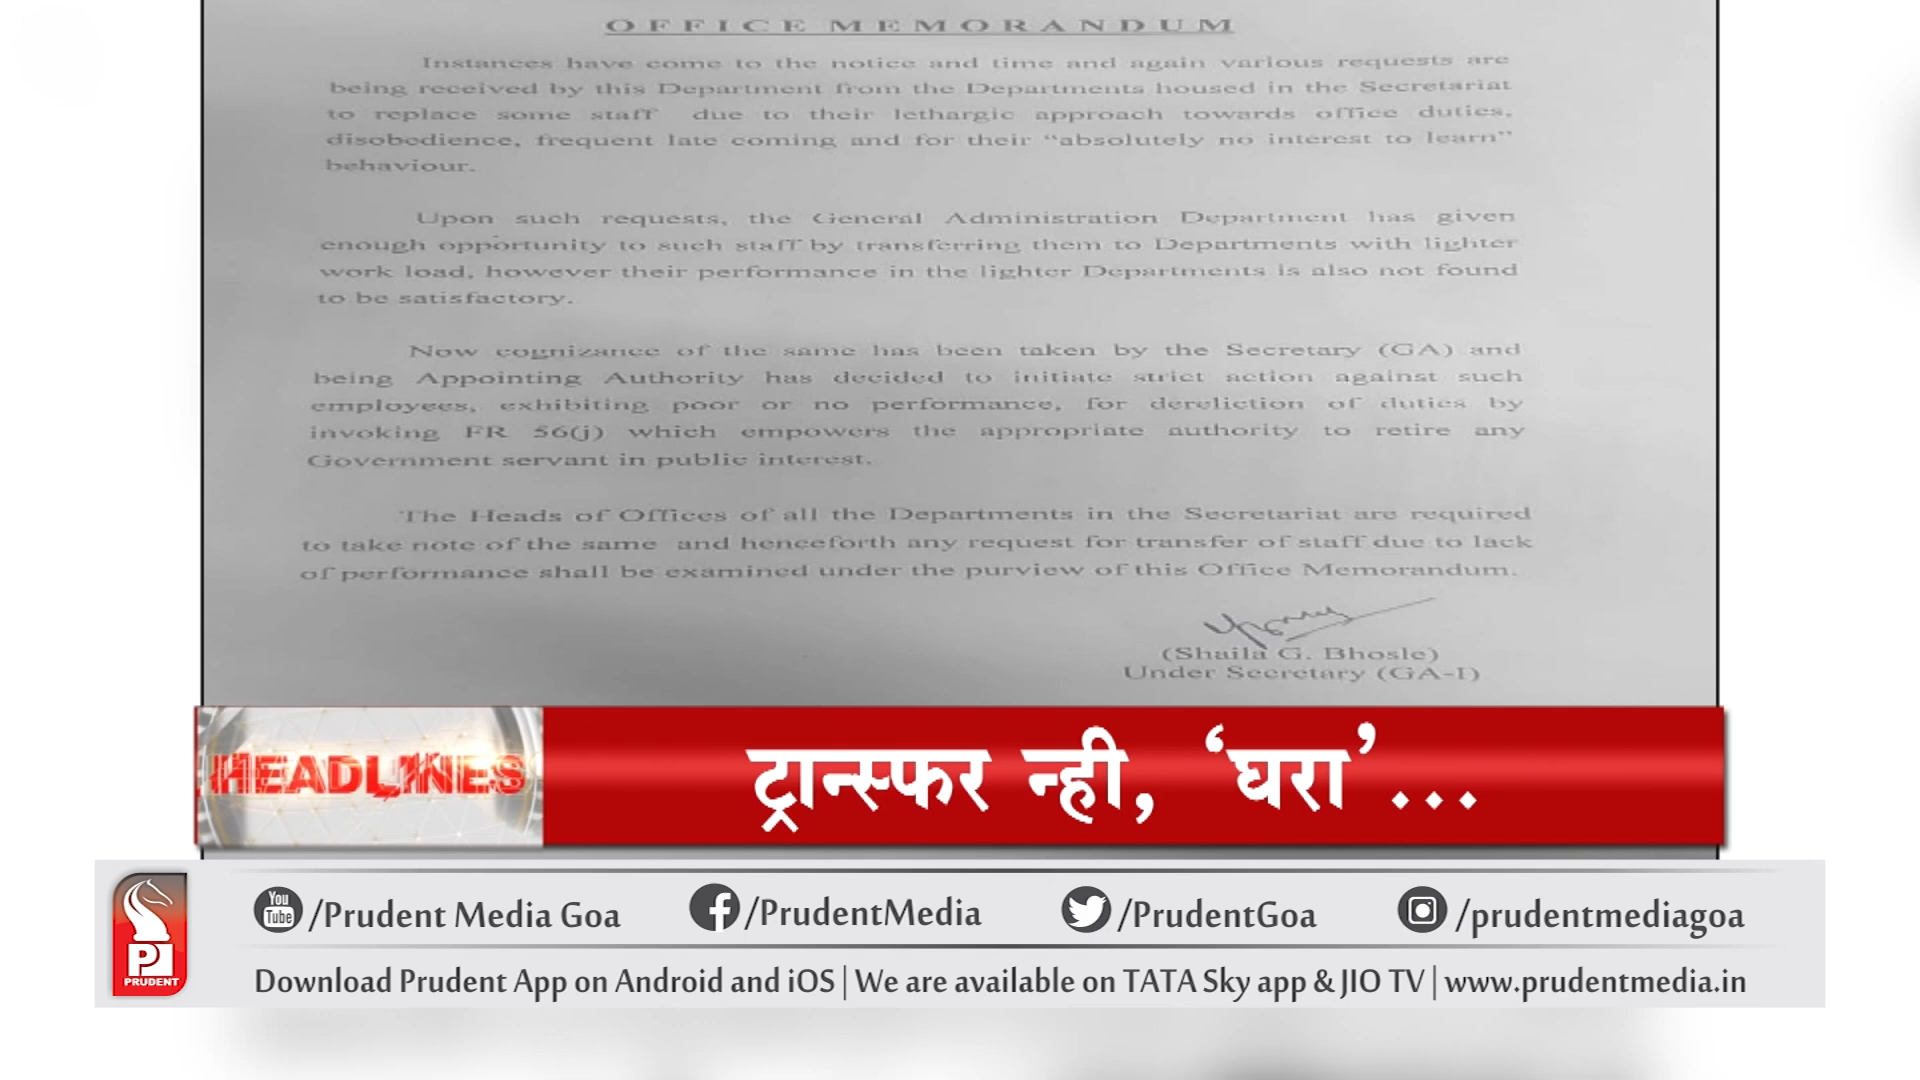 OFFICE MEMORANDUM
Instances have come to the notice and time and again various requests are
being received by this Department from the Departments housed in the Secretariat
to replace some staff due to their lethargic approach towards office duties,
disobedience, frequent late coming and for their “absolutely no interest to learn”
behaviour.
Upon such requests, the General Administration Department has given
enough opportunity to such staff by transferring them to Departments with lighter
work load, however their performance in the lighter Departments is also not found
to be satisfactory.
Now cognizance of the same has been taken by the Secretary (GA) and
being Appointing Authority has decided to initiate strict action against such
employees, exhibiting poor or no performance, for dereliction of duties by
invoking FR 56(j) which empowers the appropriate authority to retire any
Government servant in public interest.
The Heads of Offices of all the Departments in the Secretariat are required
to take note of the same and henceforth any request for transfer of staff due to lack
of performance shall be examined under the purview of this Office Memorandum.
(Shaila G. Bhosle)
Under Secretary (GA-I)
HEADLINES
ट्रान्स्फर न्ही, ‘घरा’...
You Tube /Prudent Media Goa /PrudentMedia /PrudentGoa /prudentmediagoa
PRUDENT
Download Prudent App on Android and iOS | We are available on TATA Sky app & JIO TV | www.prudentmedia.in